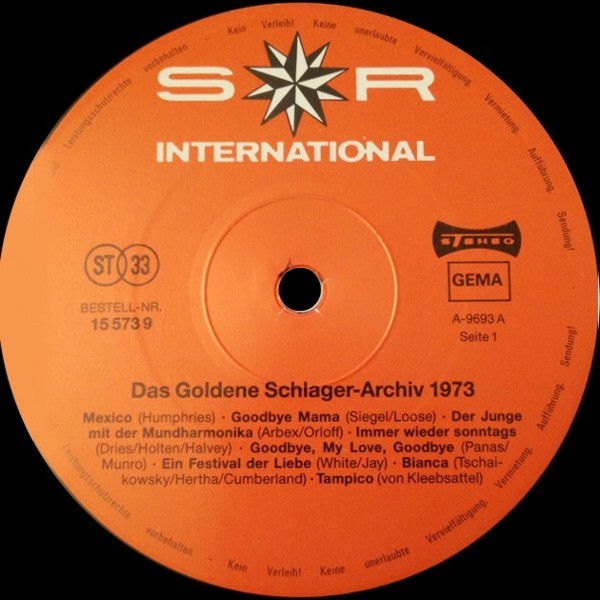 Leistungsschutzrechte vorbehalten Kein Verleih! Keine unerlaubte Vervielfältigung, Vermietung, Aufführung, Sendung!
S R
INTERNATIONAL
ST 33
STEREO
GEMA
BESTELL-NR.
15 573 9
A-9693 A
Seite 1
Das Goldene Schlager-Archiv 1973
Mexico (Humphries) · Goodbye Mama (Siegel/Loose) · Der Junge
mit der Mundharmonika (Arbex/Orloff) · Immer wieder sonntags
(Dries/Holten/Halvey) · Goodbye, My Love, Goodbye (Panas/
Munro) · Ein Festival der Liebe (White/Jay) · Bianca (Tschai-
kowsky/Hertha/Cumberland) · Tampico (von Kleebsattel)
Leistungsschutzrechte vorbehalten Kein Verleih! Keine unerlaubte Vervielfältigung, Vermietung, Aufführung, Sendung!